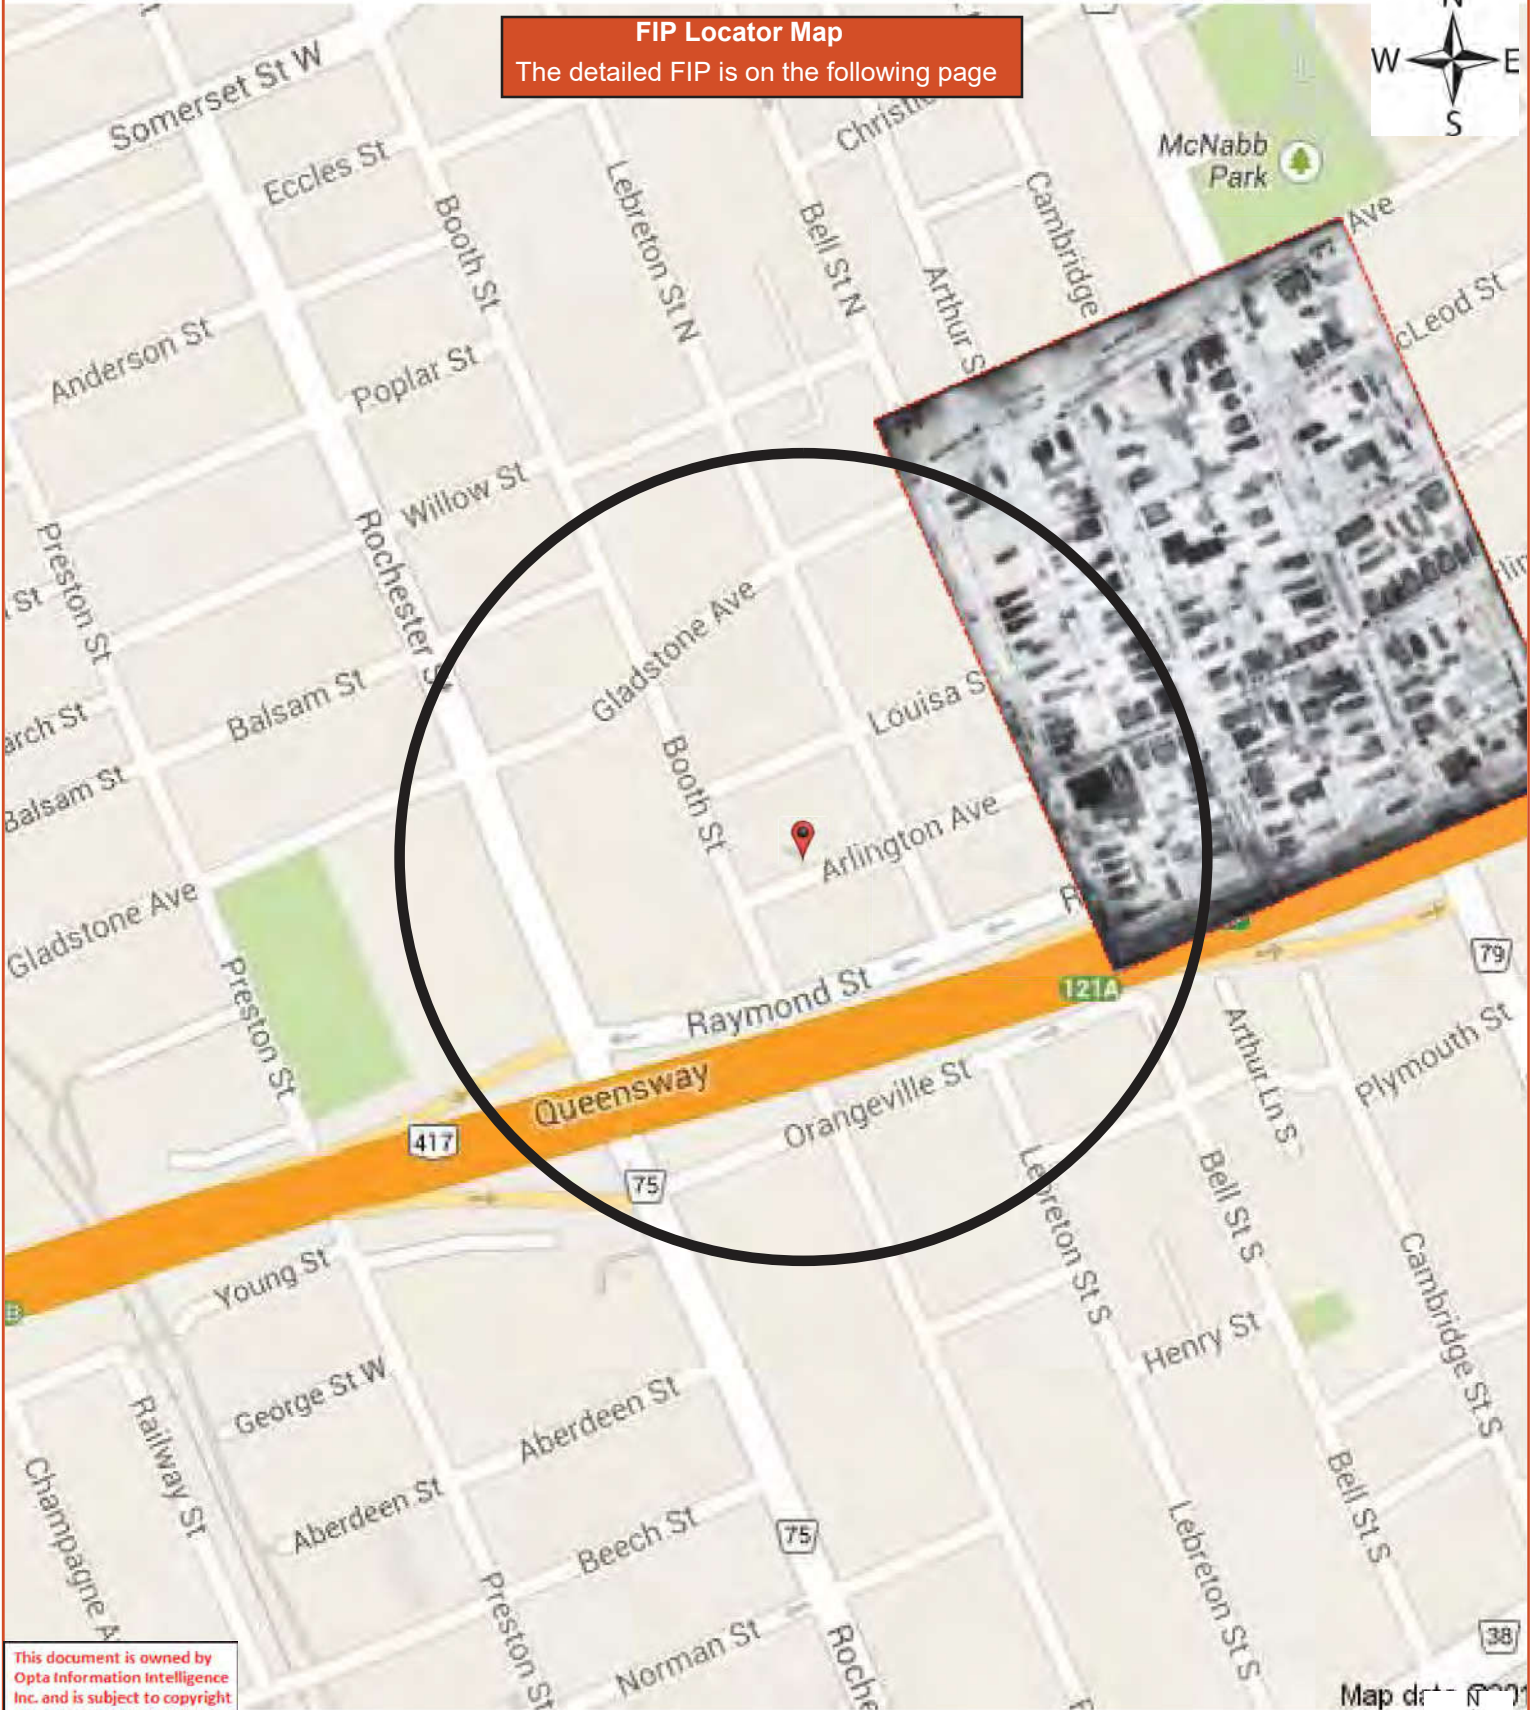 FIP Locator Map
The detailed FIP is on the following page
N
W
E
S
Somerset St W
Eccles St
Christie
McNabb
Park
Ave
Booth St
Lebreton St N
Bell St N
Cambridge
Arthur S
cLeod St
Anderson St
Poplar St
Willow St
Preston St
Rochester S
St
Gladstone Ave
Balsam St
arch St
Louisa S
Balsam St
Booth St
Arlington Ave
Gladstone Ave
Preston St
79
121A
Raymond St
Queensway
417
Orangeville St
Arthur Ln S
Plymouth St
75
Lebreton St S
Bell St S
Cambridge St S
Young St
Henry St
George St W
Aberdeen St
Railway St
Champagne A
Aberdeen St
Beech St
75
Bell St S
Lebreton St S
Preston St
Norman St
Roche
38
This document is owned by
Opta Information Intelligence
Inc. and is subject to copyright
Map
N